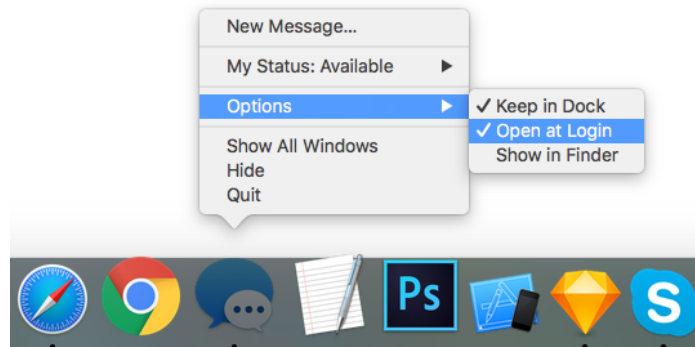 New Message...
My Status: Available
Options
✓ Keep in Dock
✓ Open at Login
Show in Finder
Show All Windows
Hide
Quit
Ps
S